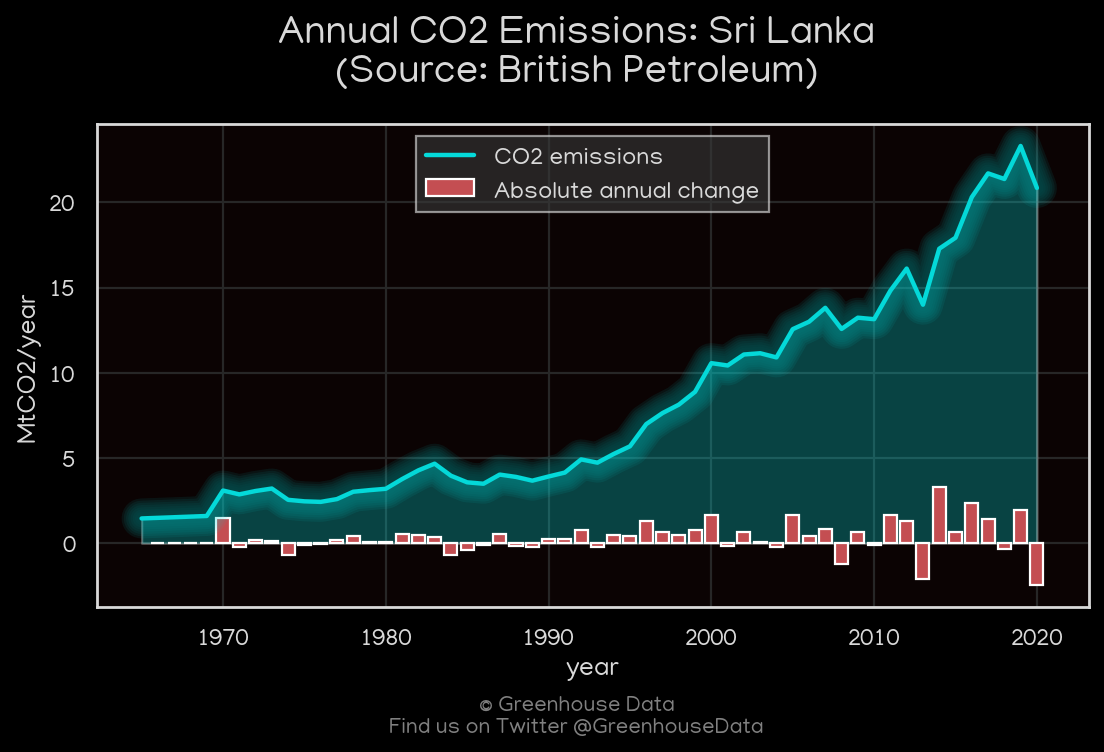 Annual CO2 Emissions: Sri Lanka
(Source: British Petroleum)
CO2 emissions
Absolute annual change
MtCO2/year
20
15
10
5
0
1970 1980 1990 2000 2010 2020
year
© Greenhouse Data
Find us on Twitter @GreenhouseData